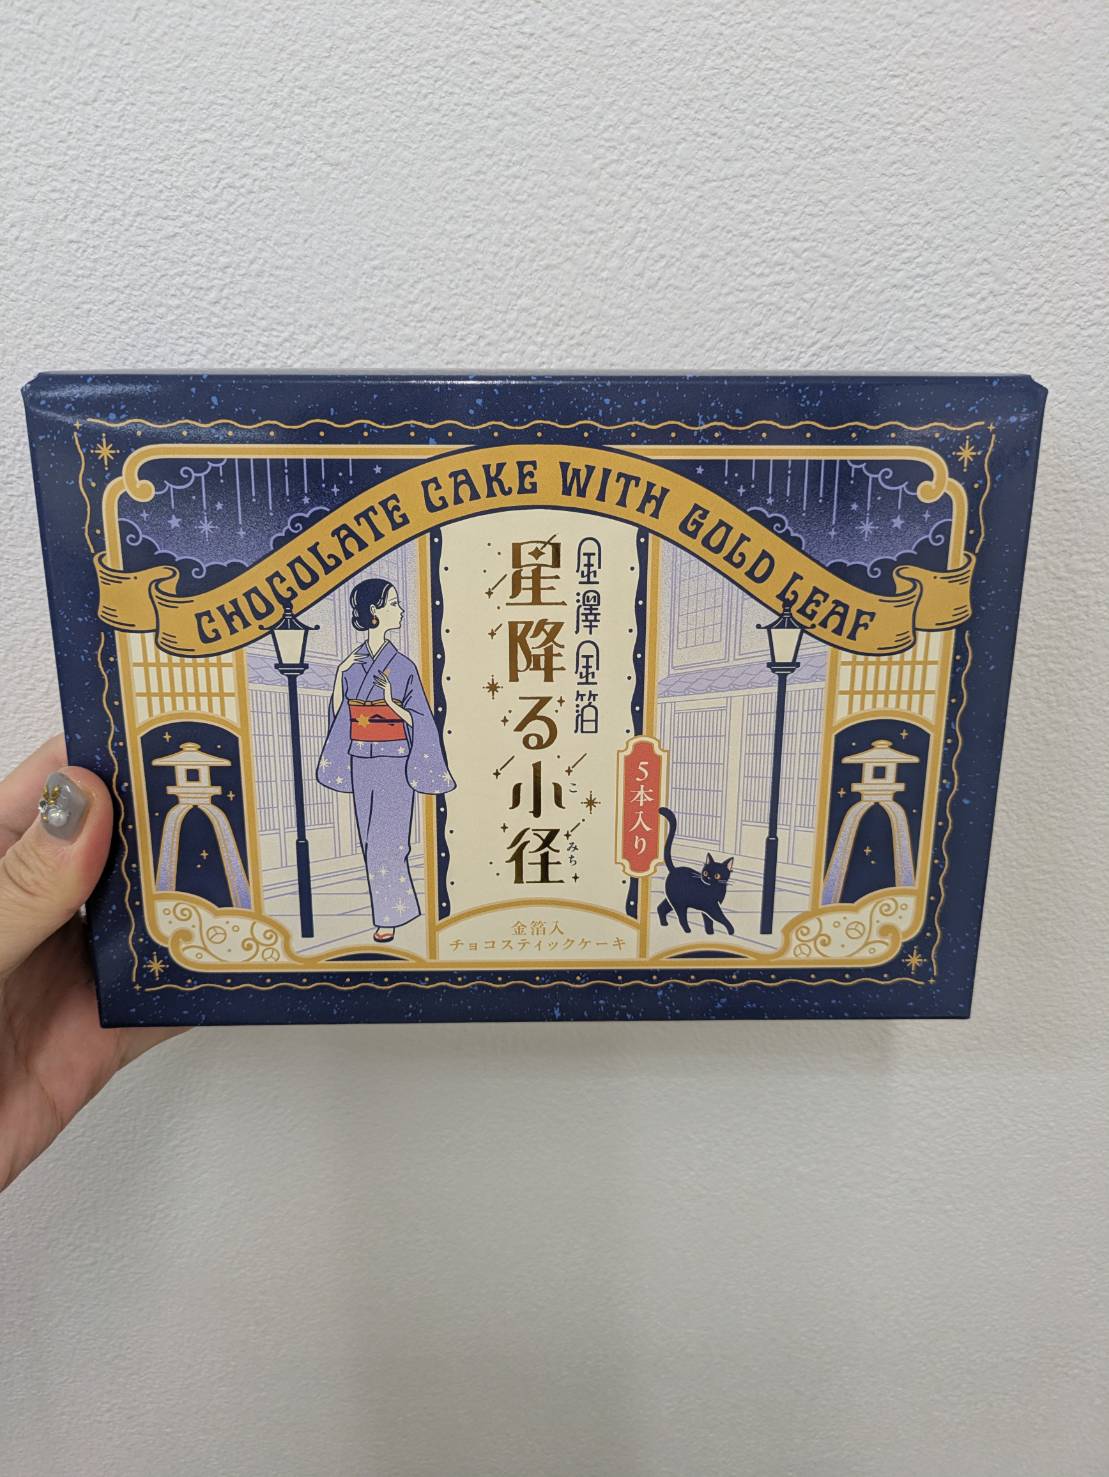 CHOCOLATE CAKE WITH GOLD LEAF
金澤金箔
星降る小径
こみち
5本入り
金箔入
チョコスティックケーキ